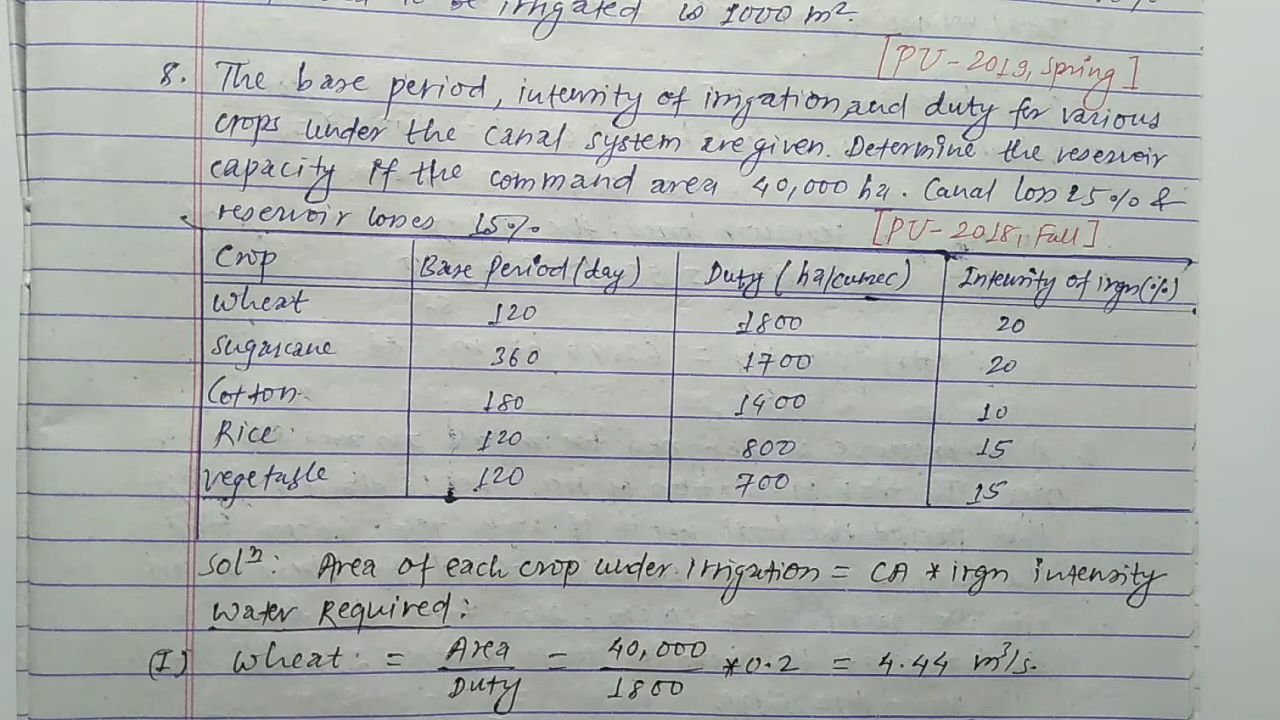 be irrigated is 1000 m².
[PU-2019, Spring]
8. The base period, intensity of irrigation, and duty for various
crops under the canal system are given. Determine the reservoir
capacity if the command area 40,000 ha. Canal loss 25% &
reservoir losses 15%
[PU-2018, Fall]
Crop Base Period (day) Duty (ha/cumec) Intensity of irgn (%)
Wheat 120 1800 20
Sugarcane 360 1700 20
Cotton 180 1400 10
Rice 120 800 15
vegetable 120 700 15
Solⁿ: Area of each crop under irrigation = CA * irgn intensity
Water Required:
(I) Wheat = Area/Duty = 40,000/1800 * 0.2 = 4.44 m³/s.